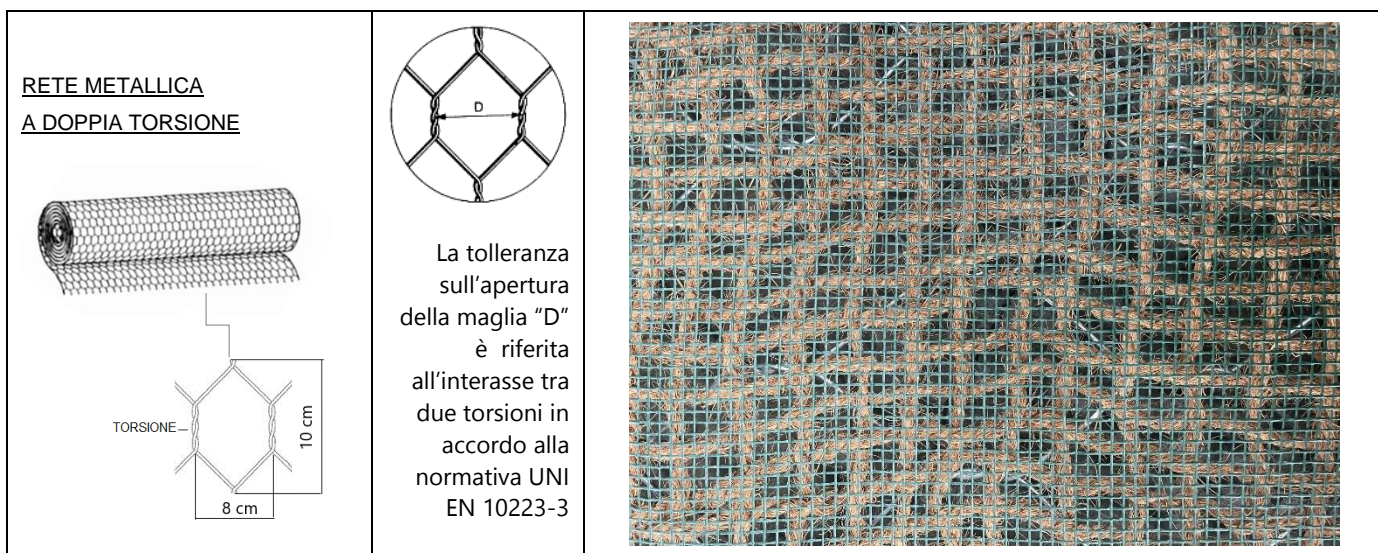 RETE METALLICA
A DOPPIA TORSIONE
TORSIONE
10 cm
8 cm
D
La tolleranza
sull’apertura
della maglia “D”
è riferita
all’interasse tra
due torsioni in
accordo alla
normativa UNI
EN 10223-3